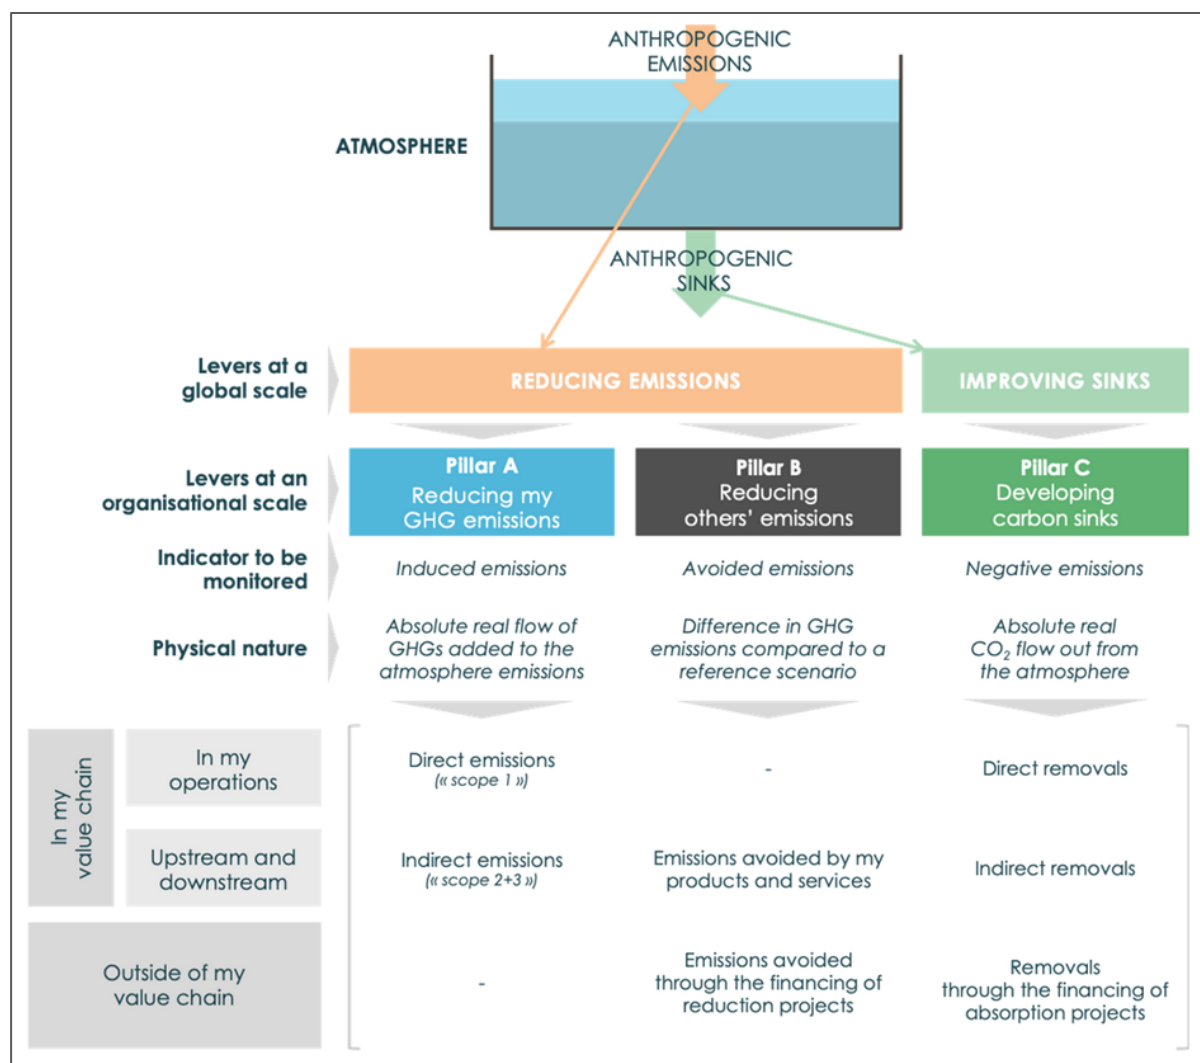 ANTHROPOGENIC
EMISSIONS
ATMOSPHERE
ANTHROPOGENIC
SINKS
Levers at a
global scale
REDUCING EMISSIONS
IMPROVING SINKS
Levers at an
organisational scale
Pillar A
Reducing my
GHG emissions
Pillar B
Reducing
others’ emissions
Pillar C
Developing
carbon sinks
Indicator to be
monitored
Induced emissions
Avoided emissions
Negative emissions
Physical nature
Absolute real flow of
GHGs added to the
atmosphere emissions
Difference in GHG
emissions compared to a
reference scenario
Absolute real
CO₂ flow out from
the atmosphere
In my
value chain
In my
operations
Direct emissions
(« scope 1 »)
-
Direct removals
Upstream and
downstream
Indirect emissions
(« scope 2+3 »)
Emissions avoided by my
products and services
Indirect removals
Outside of my
value chain
-
Emissions avoided
through the financing of
reduction projects
Removals
through the financing of
absorption projects